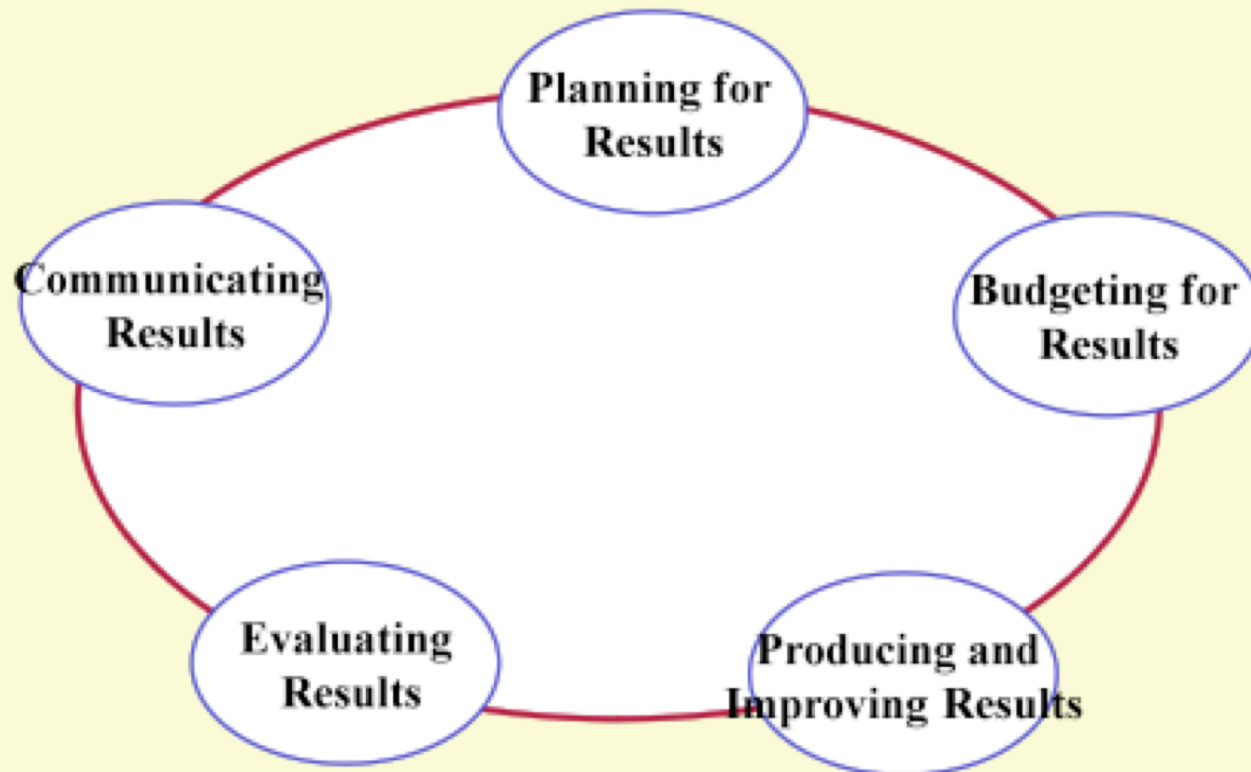 Planning for
Results
Budgeting for
Results
Producing and
Improving Results
Evaluating
Results
Communicating
Results